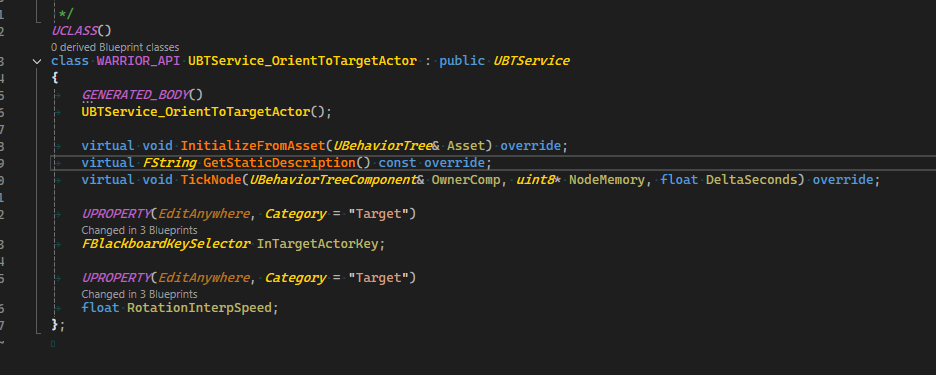 */
UCLASS()
0 derived Blueprint classes
class WARRIOR_API UBTService_OrientToTargetActor : public UBTService
{
GENERATED_BODY()
UBTService_OrientToTargetActor();
virtual void InitializeFromAsset(UBehaviorTree& Asset) override;
virtual FString GetStaticDescription() const override;
virtual void TickNode(UBehaviorTreeComponent& OwnerComp, uint8* NodeMemory, float DeltaSeconds) override;
UPROPERTY(EditAnywhere, Category = "Target")
Changed in 3 Blueprints
FBlackboardKeySelector InTargetActorKey;
UPROPERTY(EditAnywhere, Category = "Target")
Changed in 3 Blueprints
float RotationInterpSpeed;
};